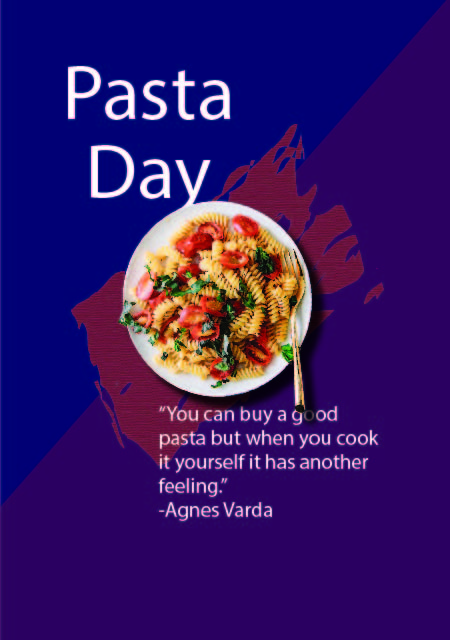 Pasta
Day
“You can buy a good
pasta but when you cook
it yourself it has another
feeling.”
-Agnes Varda